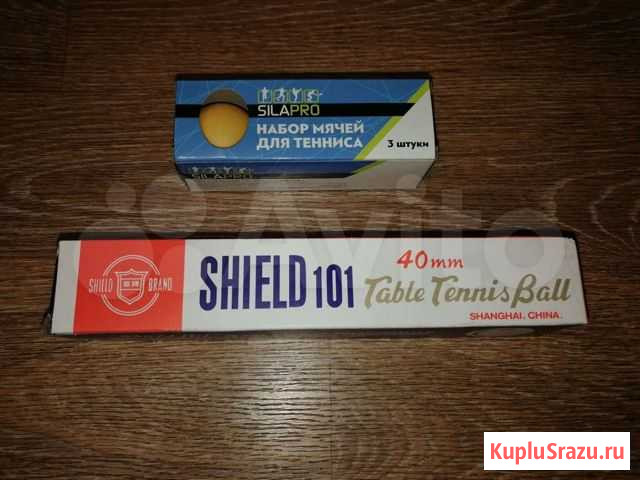 SILAPRO
НАБОР МЯЧЕЙ
ДЛЯ ТЕННИСА
3 штуки
SILAPRO
Avito
SHIELD BRAND
SHIELD 101
40mm
Table Tennis Ball
SHANGHAI, CHINA.
KupluSrazu.ru